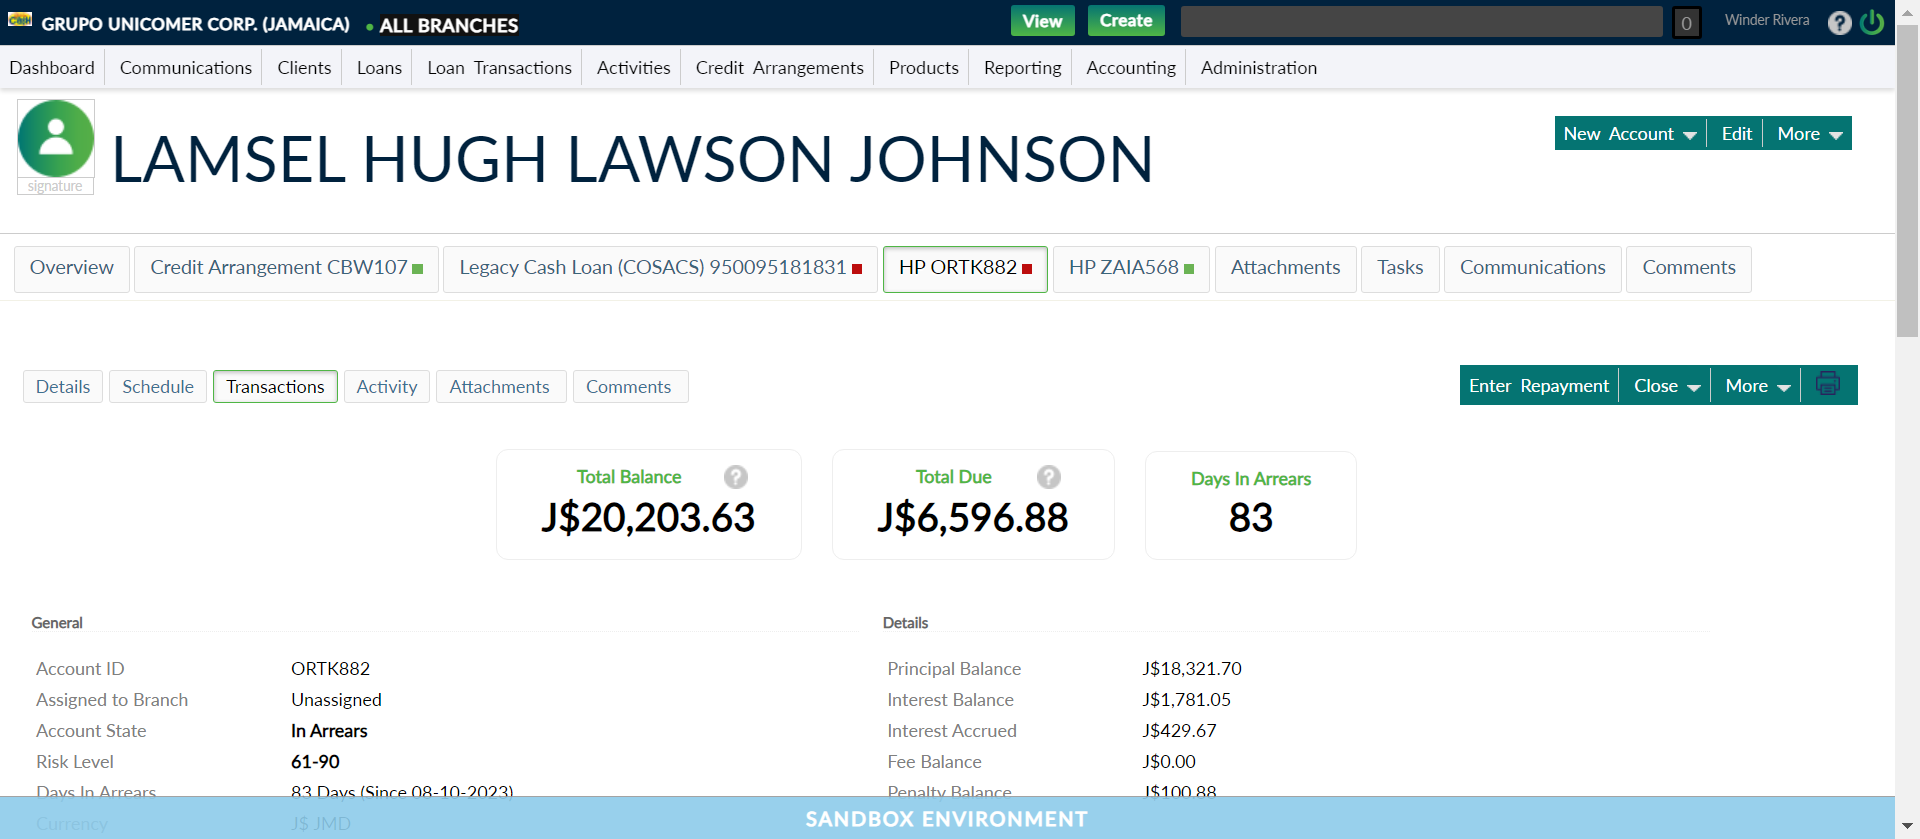 GRUPO UNICOMER CORP. (JAMAICA) ALL BRANCHES View Create 0 Winder Rivera ?
Dashboard Communications Clients Loans Loan Transactions Activities Credit Arrangements Products Reporting Accounting Administration
signature
LAMSEL HUGH LAWSON JOHNSON
New Account Edit More
Overview Credit Arrangement CBW107 Legacy Cash Loan (COSACS) 950095181831 HP ORTK882 HP ZAIA568 Attachments Tasks Communications Comments
Details Schedule Transactions Activity Attachments Comments
Enter Repayment Close More
Total Balance ?
J$20,203.63
Total Due ?
J$6,596.88
Days In Arrears
83
General
Account ID ORTK882
Assigned to Branch Unassigned
Account State In Arrears
Risk Level 61-90
Days In Arrears 83 Days (Since 08-10-2023)
Currency J$ JMD
Details
Principal Balance J$18,321.70
Interest Balance J$1,781.05
Interest Accrued J$429.67
Fee Balance J$0.00
Penalty Balance J$100.88
SANDBOX ENVIRONMENT